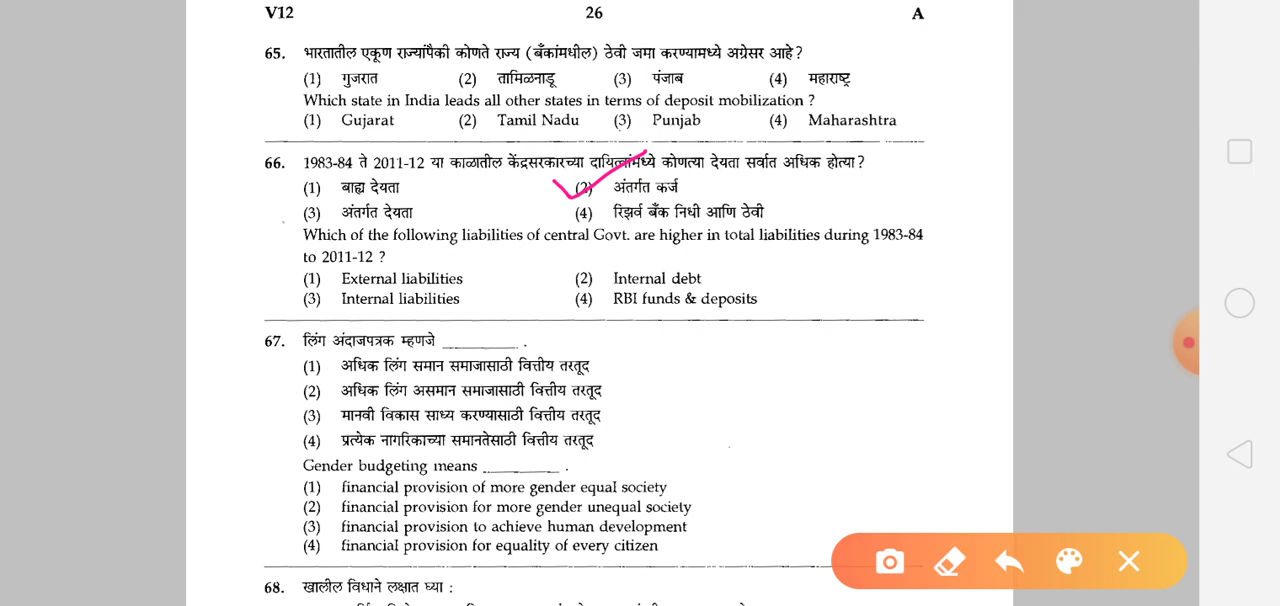 V12 26 A
65. भारतातील एकूण राज्यांपैकी कोणते राज्य (बँकांमधील) ठेवी जमा करण्यामध्ये अग्रेसर आहे?
(1) गुजरात (2) तामिळनाडू (3) पंजाब (4) महाराष्ट्र
Which state in India leads all other states in terms of deposit mobilization ?
(1) Gujarat (2) Tamil Nadu (3) Punjab (4) Maharashtra
66. 1983-84 ते 2011-12 या काळातील केंद्रसरकारच्या दायित्वांमध्ये कोणत्या देयता सर्वात अधिक होत्या?
(1) बाह्य देयता (2) अंतर्गत कर्ज
(3) अंतर्गत देयता (4) रिझर्व बँक निधी आणि ठेवी
Which of the following liabilities of central Govt. are higher in total liabilities during 1983-84
to 2011-12 ?
(1) External liabilities (2) Internal debt
(3) Internal liabilities (4) RBI funds & deposits
67. लिंग अंदाजपत्रक म्हणजे ________ .
(1) अधिक लिंग समान समाजासाठी वित्तीय तरतूद
(2) अधिक लिंग असमान समाजासाठी वित्तीय तरतूद
(3) मानवी विकास साध्य करण्यासाठी वित्तीय तरतूद
(4) प्रत्येक नागरिकाच्या समानतेसाठी वित्तीय तरतूद
Gender budgeting means ________ .
(1) financial provision of more gender equal society
(2) financial provision for more gender unequal society
(3) financial provision to achieve human development
(4) financial provision for equality of every citizen
68. खालील विधाने लक्षात घ्या :